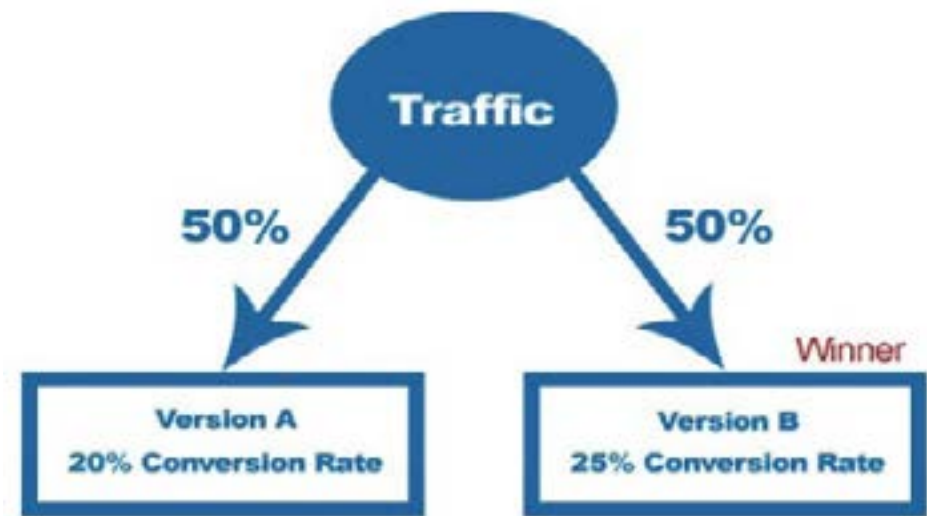 Traffic
50%
50%
Winner
Version A
20% Conversion Rate
Version B
25% Conversion Rate